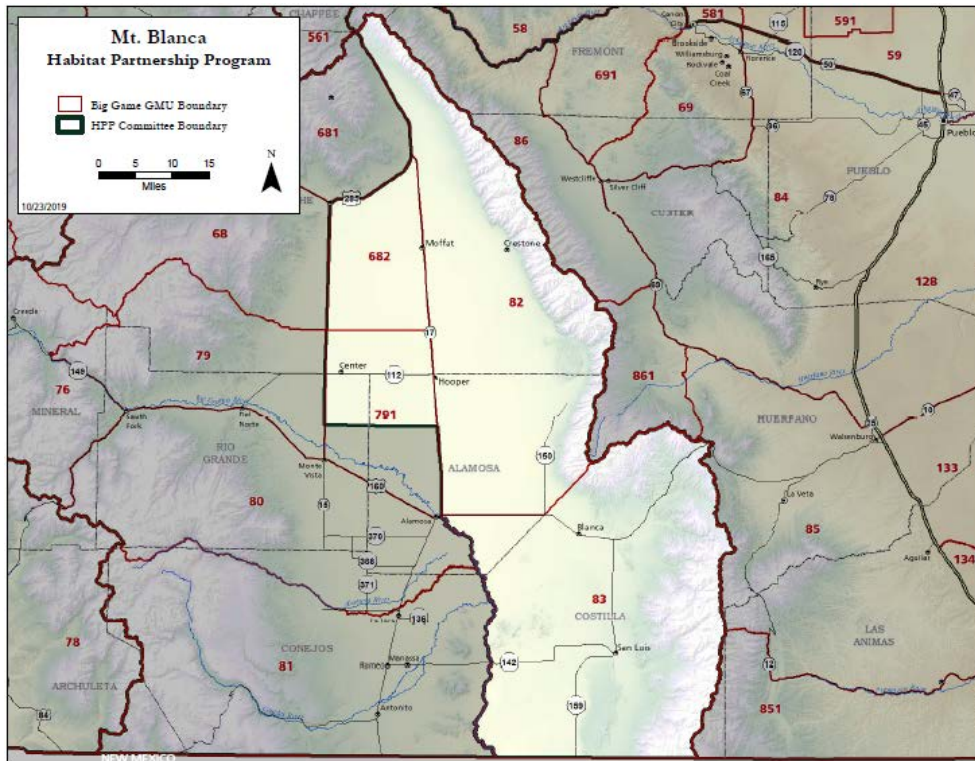 Mt. Blanca
Habitat Partnership Program
Big Game GMU Boundary
HPP Committee Boundary
0 5 10 15
Miles
N
10/23/2019
CHAFFEE
561
58
FREMONT
691
Canon
City
581
115
591
59
Brookside
Williamsburg
Rockvale
Coal
Creek
Florence
120
50
47
67
69
681
86
96
45
Pueblo
PUEBLO
Westcliffe
Silver Cliff
84
78
CUSTER
285
68
682
Moffat
Crestone
82
165
Rye
128
69
Creede
79
17
149
76
MINERAL
Center
112
Hooper
861
South
Fork
Del
Norte
791
HUERFANO
10
25
Walsenburg
RIO
GRANDE
Monte
Vista
160
ALAMOSA
150
133
80
15
Alamosa
Blanca
La Veta
85
370
368
371
Aguilar
134
83
COSTILLA
136
78
CONEJOS
81
Romeo
Manassa
142
San Luis
LAS
ANIMAS
12
ARCHULETA
84
Antonito
159
851
NEW MEXICO